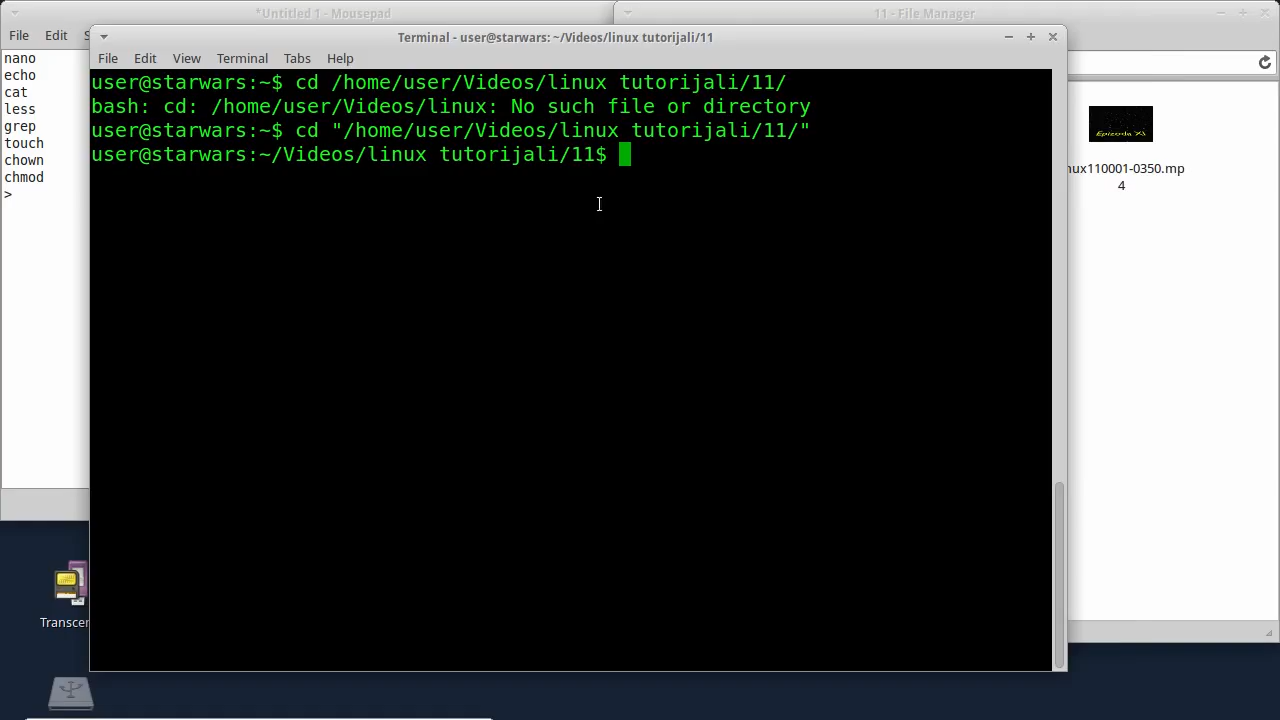 *Untitled 1 - Mousepad
11 - File Manager
File Edit S
nano
echo
cat
less
grep
touch
chown
chmod
>
Terminal - user@starwars: ~/Videos/linux tutorijali/11
File Edit View Terminal Tabs Help
user@starwars:~$ cd /home/user/Videos/linux tutorijali/11/
bash: cd: /home/user/Videos/linux: No such file or directory
user@starwars:~$ cd "/home/user/Videos/linux tutorijali/11/"
user@starwars:~/Videos/linux tutorijali/11$
Epizoda XI
nux110001-0350.mp
4
Transcen